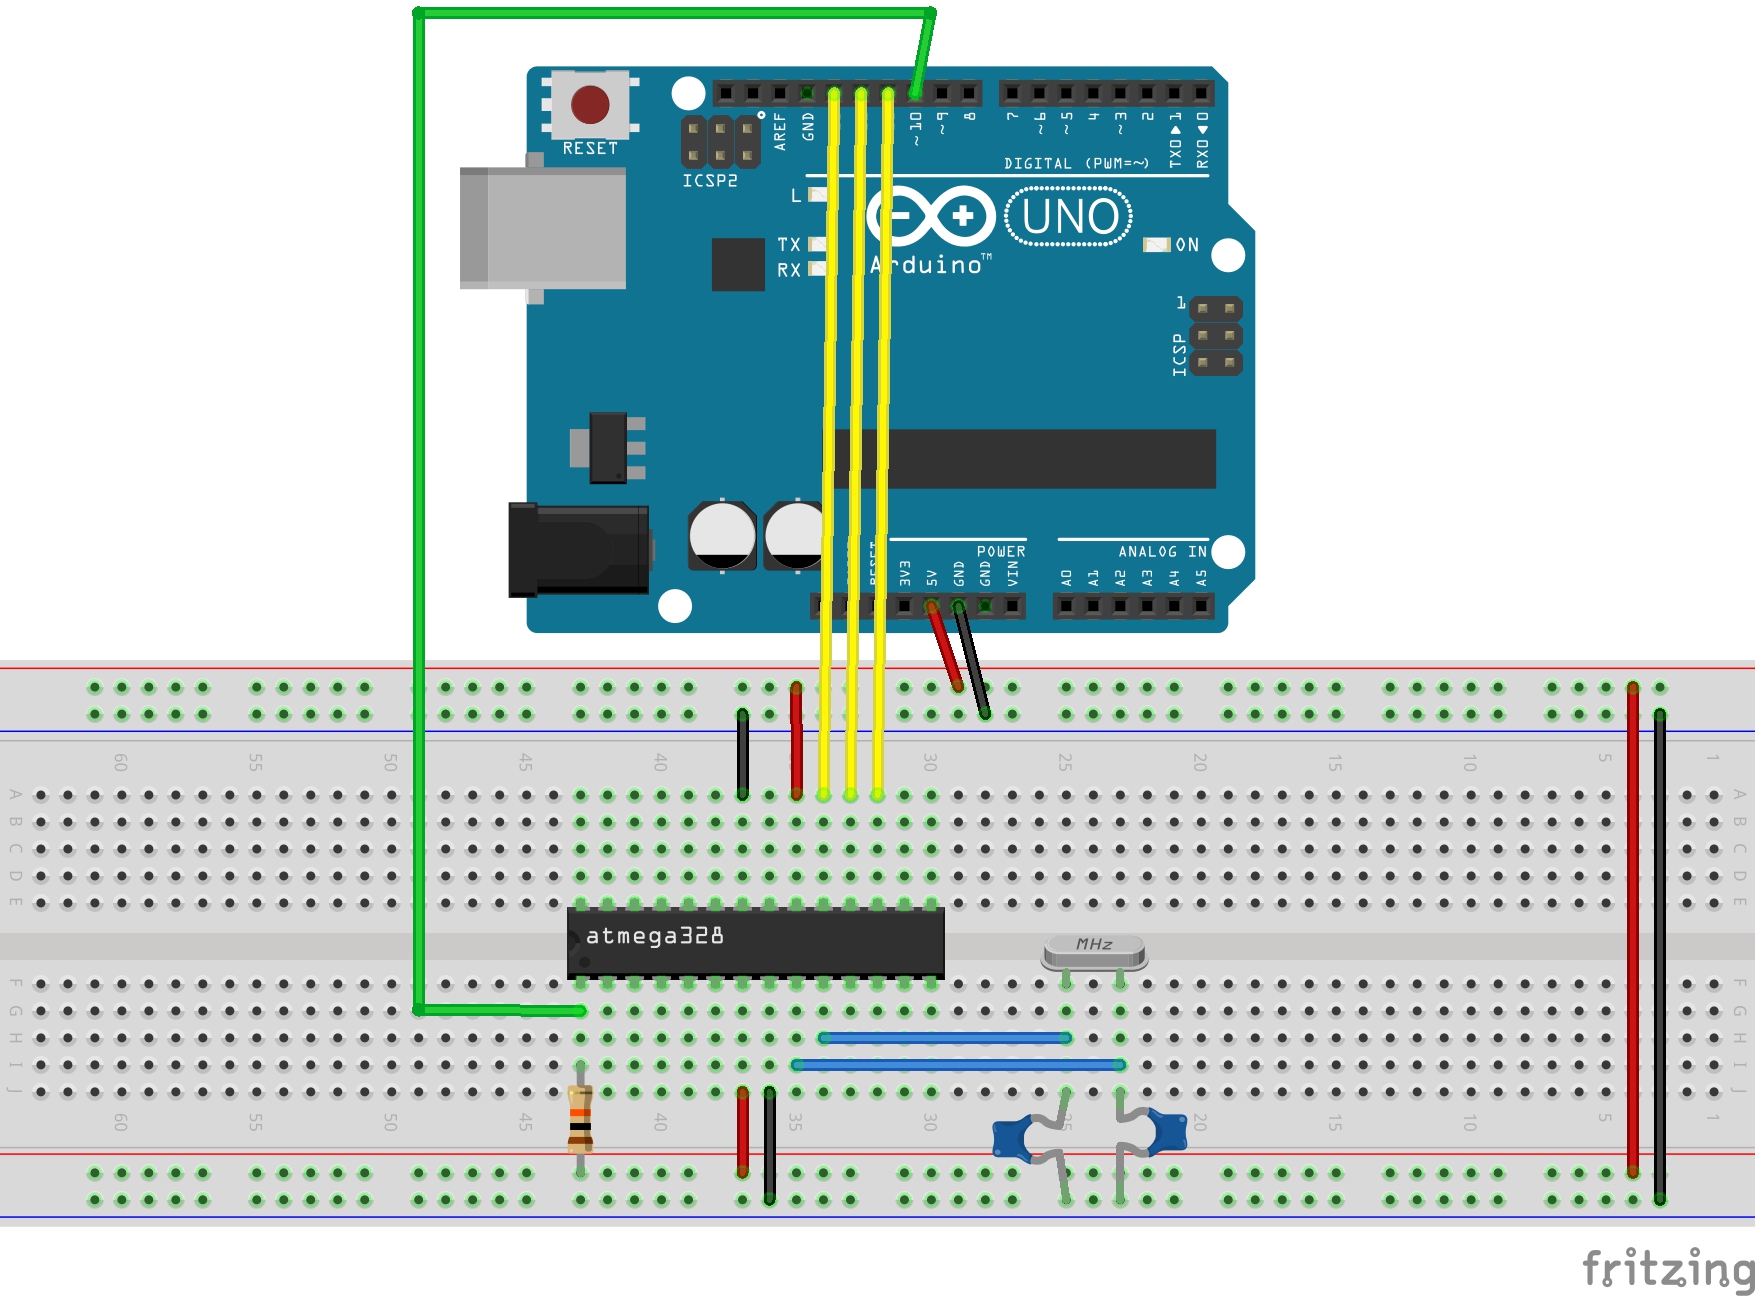 RESET
ICSP2
AREF
GND
~10
~9
8
7
~6
~5
4
~3
2
TX0▶1
RX0◀0
DIGITAL (PWM=~)
L
TX
RX
UNO
Arduino™
ON
1
ICSP
POWER
ANALOG IN
RESET
3V3
5V
GND
GND
VIN
A0
A1
A2
A3
A4
A5
60 55 50 45 40 30 25 20 15 10 5 1
A A
B B
C C
D D
E E
atmega328
MHz
F F
G G
H H
I I
J J
60 55 50 45 40 35 30 25 20 15 10 5 1
fritzing